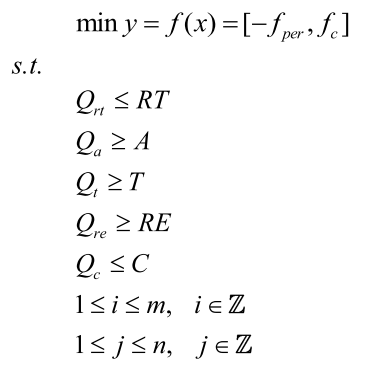 min y = f(x) = [−f_per, f_c]
s.t.
Q_rt ≤ RT
Q_a ≥ A
Q_t ≥ T
Q_re ≥ RE
Q_c ≤ C
1 ≤ i ≤ m, i ∈ ℤ
1 ≤ j ≤ n, j ∈ ℤ